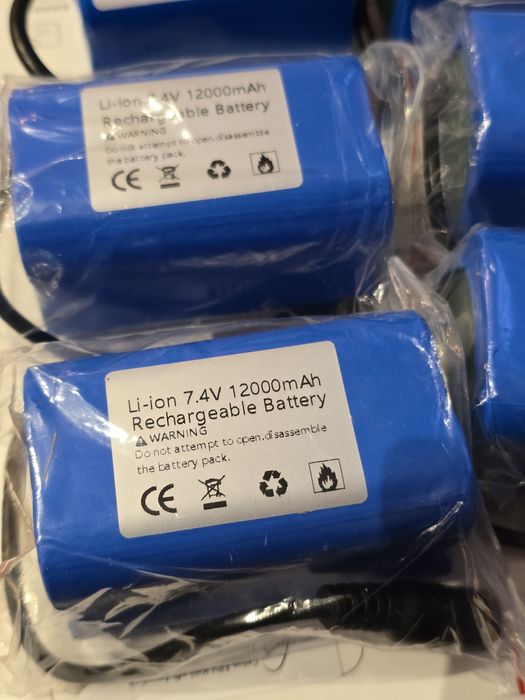 Li-ion 7.4V 12000mAh
Rechargeable Battery
WARNING
Do not attempt to open.disassemble
the battery pack.
CE
Li-ion 7.4V 12000mAh
Rechargeable Battery
WARNING
Do not attempt to open.disassemble
the battery pack.
CE